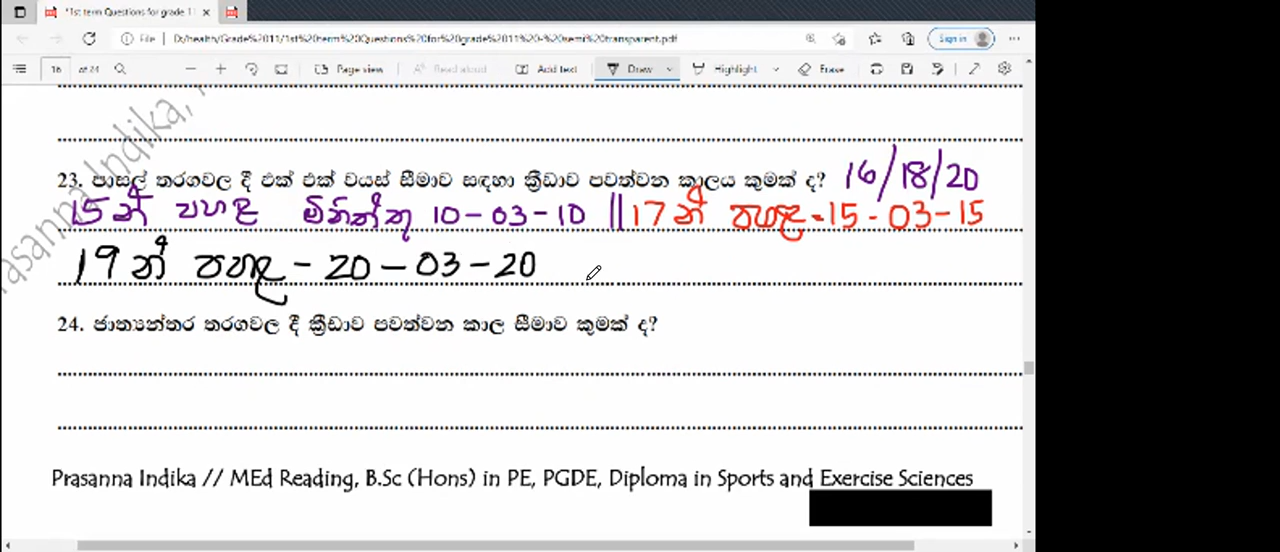 *1st term Questions for grade 1
File D:/health/Grade%2011/1st%20term%20Questions%20for%20grade%2011%20-%20semi%20transparent.pdf Sign in
16 of 24 Page view Read aloud Add text Draw Highlight Erase
23. පාසල් තරගවල දී එක් එක් වයස් සීමාව සඳහා ක්‍රීඩාව පවත්වන කාලය කුමක් ද? 16/18/20
15න් පහළ මිනිත්තු 10-03-10 || 17න් පහළ - 15-03-15
19න් පහළ - 20-03-20
24. ජාත්‍යන්තර තරගවල දී ක්‍රීඩාව පවත්වන කාල සීමාව කුමක් ද?
Prasanna Indika // MEd Reading, B.Sc (Hons) in PE, PGDE, Diploma in Sports and Exercise Sciences